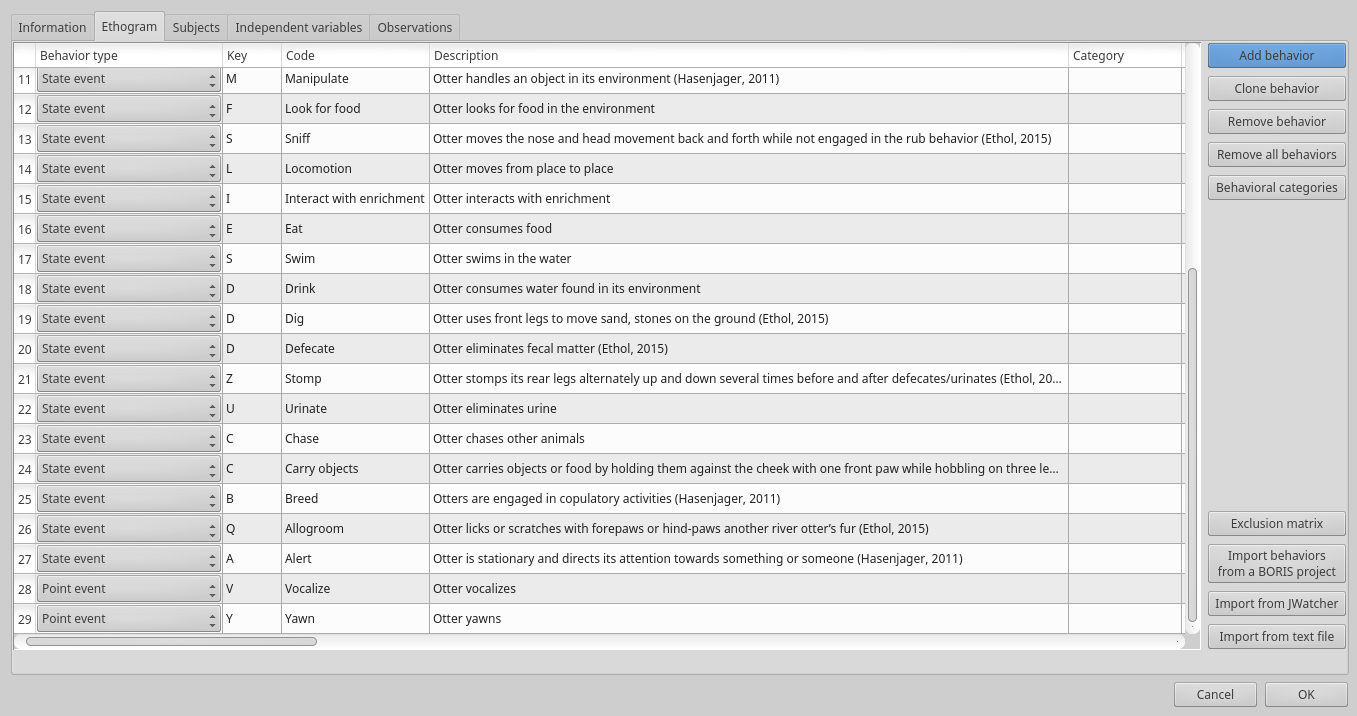 Information Ethogram Subjects Independent variables Observations
Behavior type Key Code Description Category
11 State event M Manipulate Otter handles an object in its environment (Hasenjager, 2011)
12 State event F Look for food Otter looks for food in the environment
13 State event S Sniff Otter moves the nose and head movement back and forth while not engaged in the rub behavior (Ethol, 2015)
14 State event L Locomotion Otter moves from place to place
15 State event I Interact with enrichment Otter interacts with enrichment
16 State event E Eat Otter consumes food
17 State event S Swim Otter swims in the water
18 State event D Drink Otter consumes water found in its environment
19 State event D Dig Otter uses front legs to move sand, stones on the ground (Ethol, 2015)
20 State event D Defecate Otter eliminates fecal matter (Ethol, 2015)
21 State event Z Stomp Otter stomps its rear legs alternately up and down several times before and after defecates/urinates (Ethol, 20...
22 State event U Urinate Otter eliminates urine
23 State event C Chase Otter chases other animals
24 State event C Carry objects Otter carries objects or food by holding them against the cheek with one front paw while hobbling on three le...
25 State event B Breed Otters are engaged in copulatory activities (Hasenjager, 2011)
26 State event Q Allogroom Otter licks or scratches with forepaws or hind-paws another river otter’s fur (Ethol, 2015)
27 State event A Alert Otter is stationary and directs its attention towards something or someone (Hasenjager, 2011)
28 Point event V Vocalize Otter vocalizes
29 Point event Y Yawn Otter yawns
Add behavior
Clone behavior
Remove behavior
Remove all behaviors
Behavioral categories
Exclusion matrix
Import behaviors
from a BORIS project
Import from JWatcher
Import from text file
Cancel OK